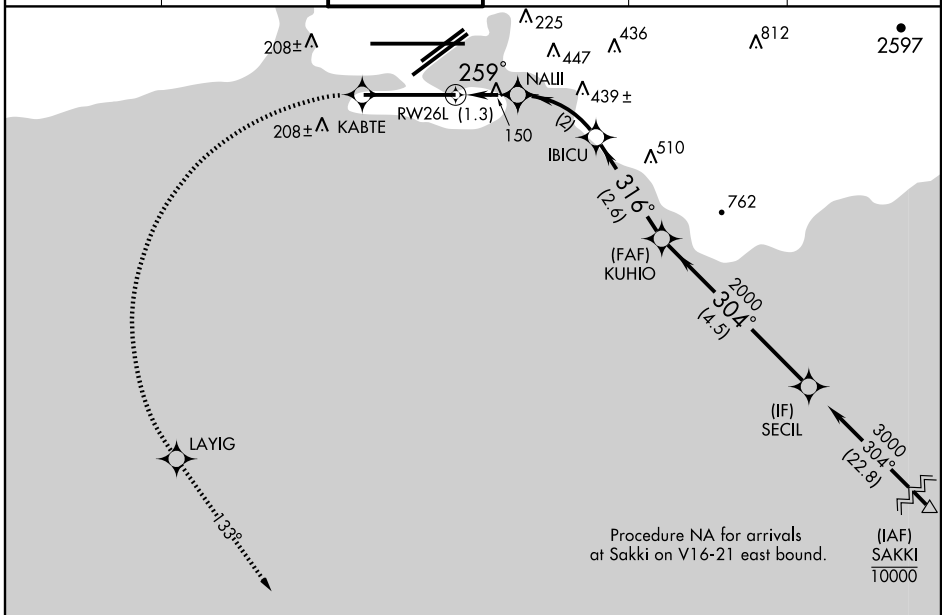 225
208±
447
436
812
2597
259°
NALII
439±
RW26L
(1.3)
KABTE
208±
150
(2)
IBICU
510
316°
(2.6)
762
(FAF)
KUHIO
2000
304°
(4.5)
(IF)
SECIL
3000
304°
(22.8)
LAYIG
133°
Procedure NA for arrivals
at Sakki on V16-21 east bound.
(IAF)
SAKKI
10000